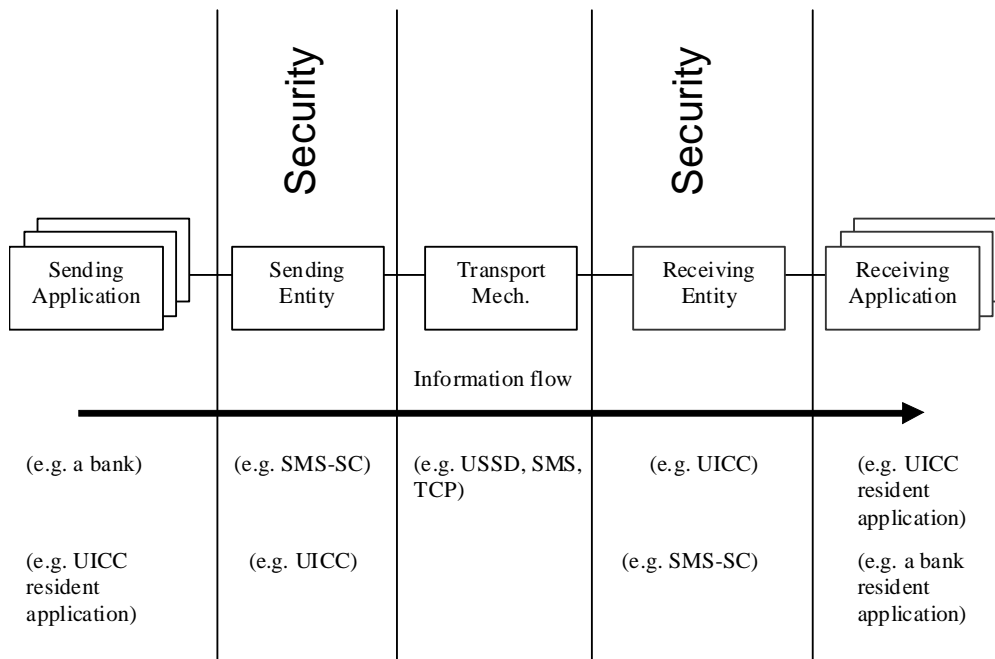 Security
Security
Sending
Application
Sending
Entity
Transport
Mech.
Receiving
Entity
Receiving
Application
Information flow
(e.g. a bank)
(e.g. SMS-SC)
(e.g. USSD, SMS,
TCP)
(e.g. UICC)
(e.g. UICC
resident
application)
(e.g. UICC
resident
application)
(e.g. UICC)
(e.g. SMS-SC)
(e.g. a bank
resident
application)